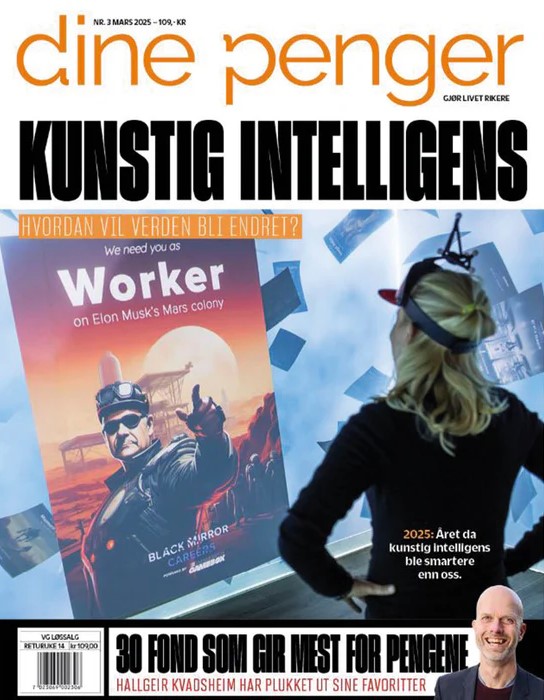 NR. 3 MARS 2025 – 109,- KR
dine penger
GJØR LIVET RIKERE
KUNSTIG INTELLIGENS
HVORDAN VIL VERDEN BLI ENDRET?
We need you as
Worker
on Elon Musk's Mars colony
BLACK MIRROR
CAREERS
GAMEBOX
2025: Året da
kunstig intelligens
ble smartere
enn oss.
VG LØSSALG
RETURUKE 14 kr 109,00
30 FOND SOM GIR MEST FOR PENGENE
HALLGEIR KVADSHEIM HAR PLUKKET UT SINE FAVORITTER